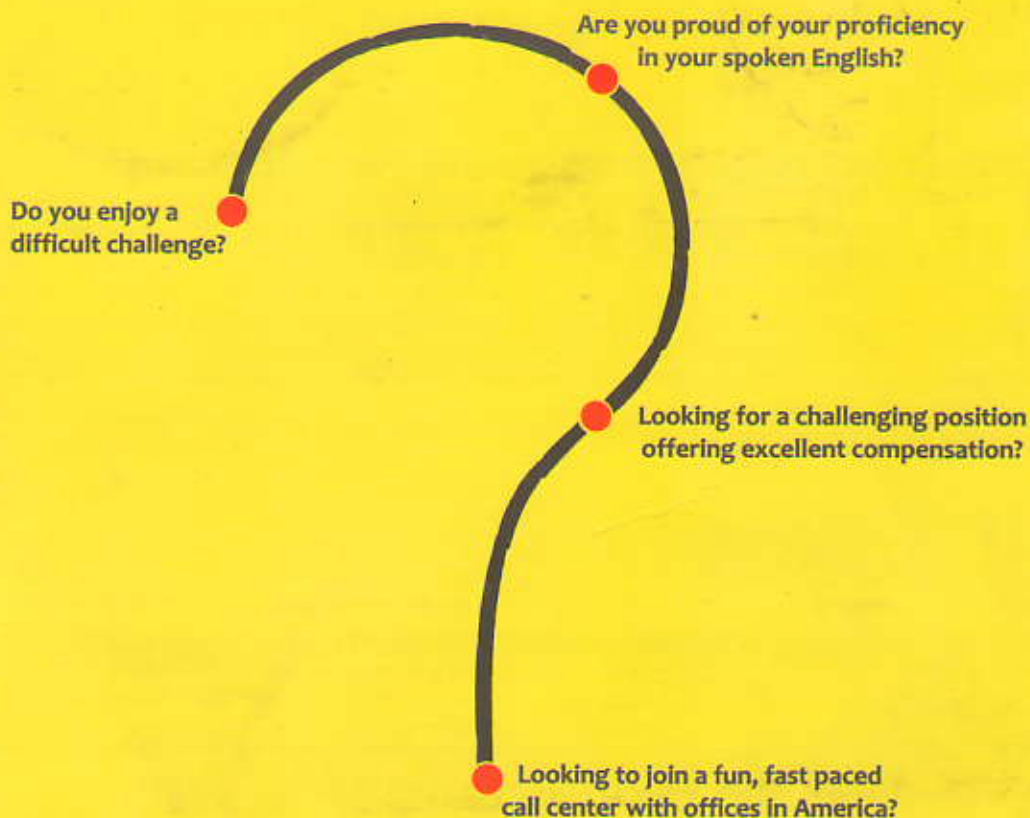 Are you proud of your proficiency
in your spoken English?
Do you enjoy a
difficult challenge?
Looking for a challenging position
offering excellent compensation?
Looking to join a fun, fast paced
call center with offices in America?